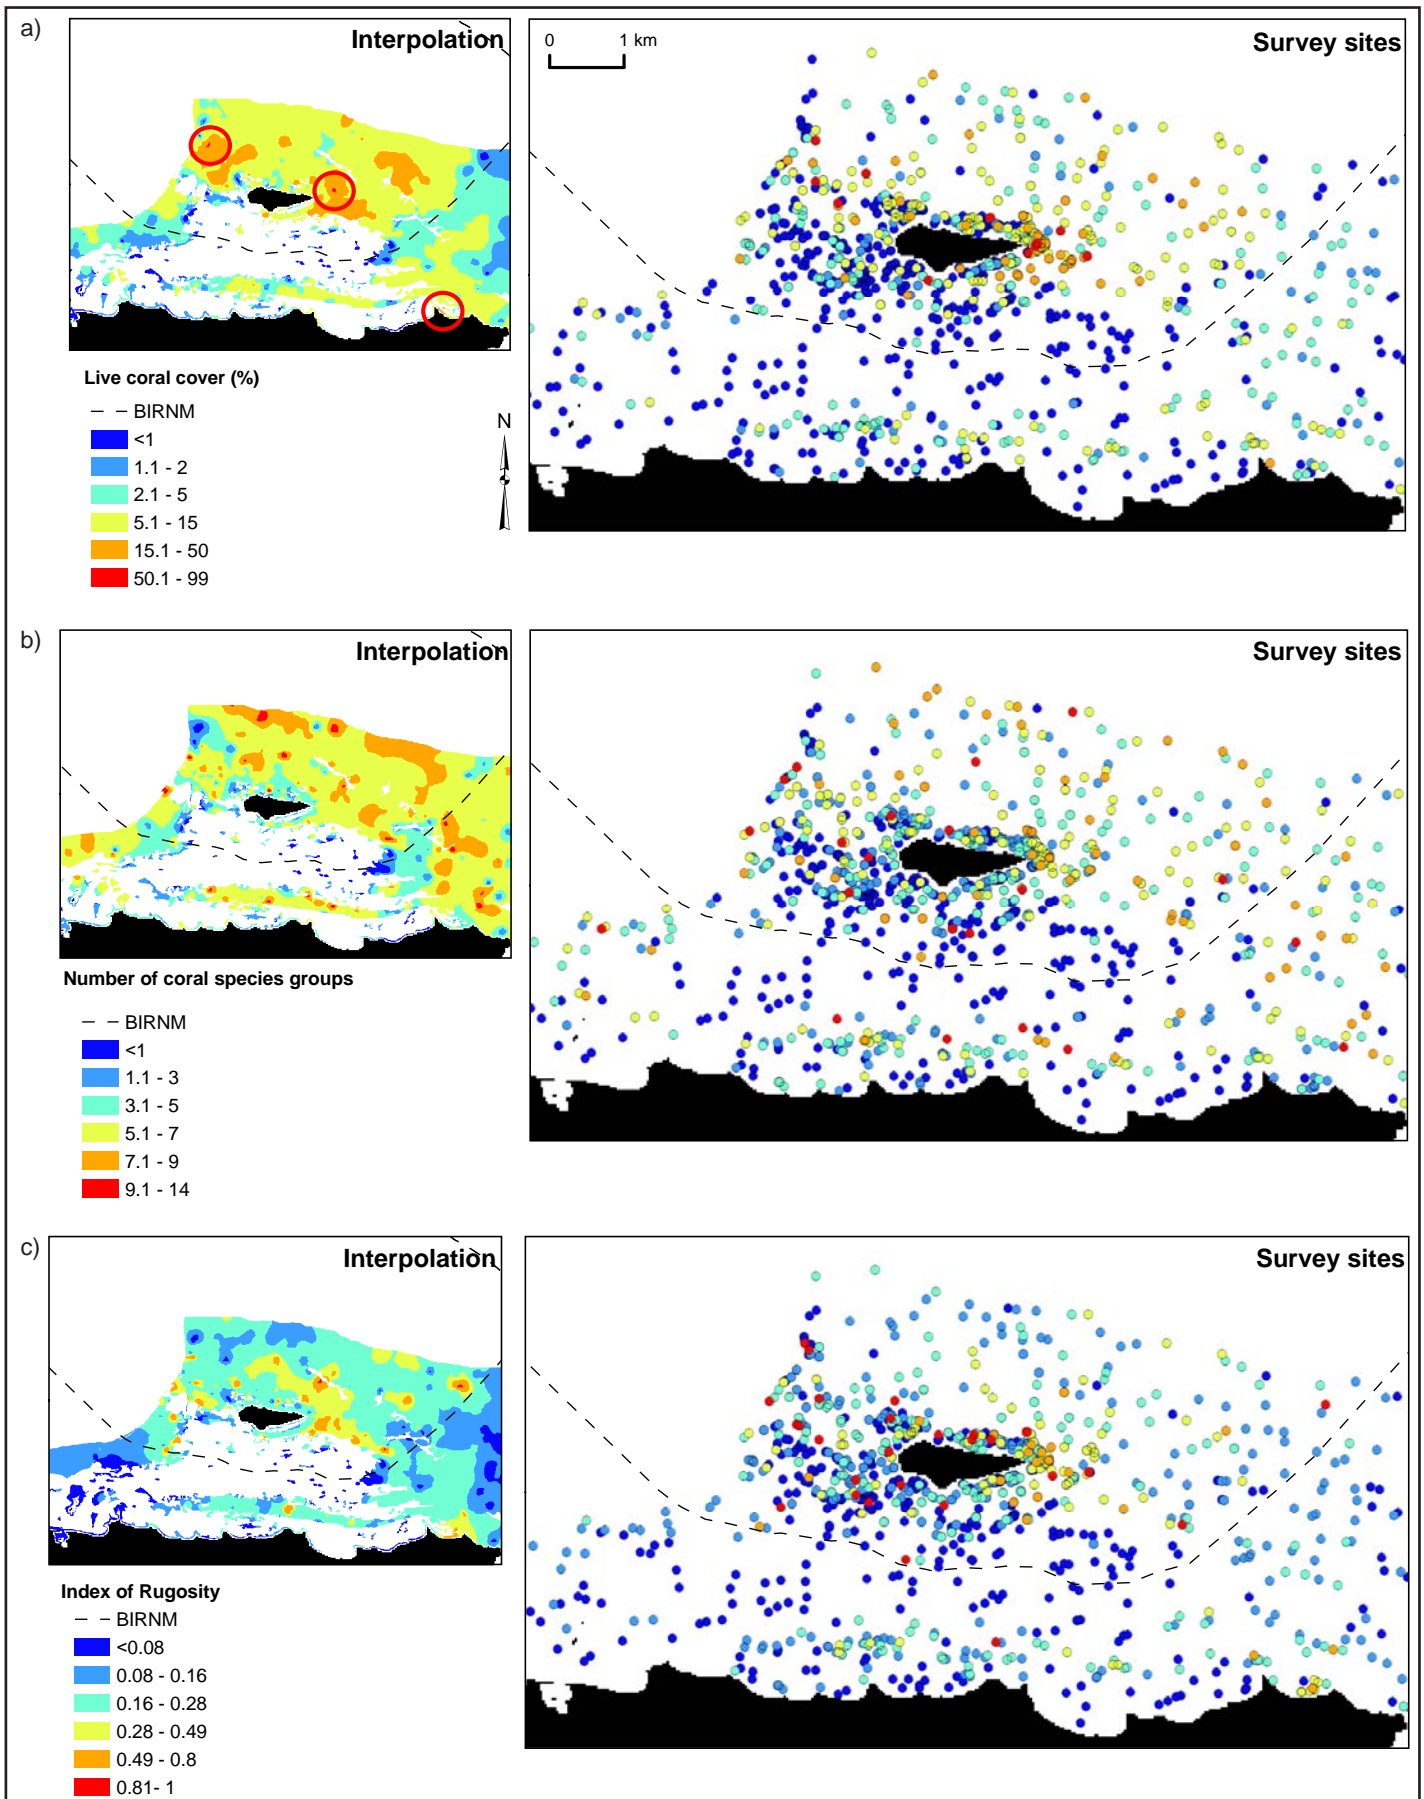 a)
Interpolation
0 1 km
Survey sites
Live coral cover (%)
BIRNM
<1
1.1 - 2
2.1 - 5
5.1 - 15
15.1 - 50
50.1 - 99
N
b)
Interpolation
Survey sites
Number of coral species groups
BIRNM
<1
1.1 - 3
3.1 - 5
5.1 - 7
7.1 - 9
9.1 - 14
c)
Interpolation
Survey sites
Index of Rugosity
BIRNM
<0.08
0.08 - 0.16
0.16 - 0.28
0.28 - 0.49
0.49 - 0.8
0.81- 1